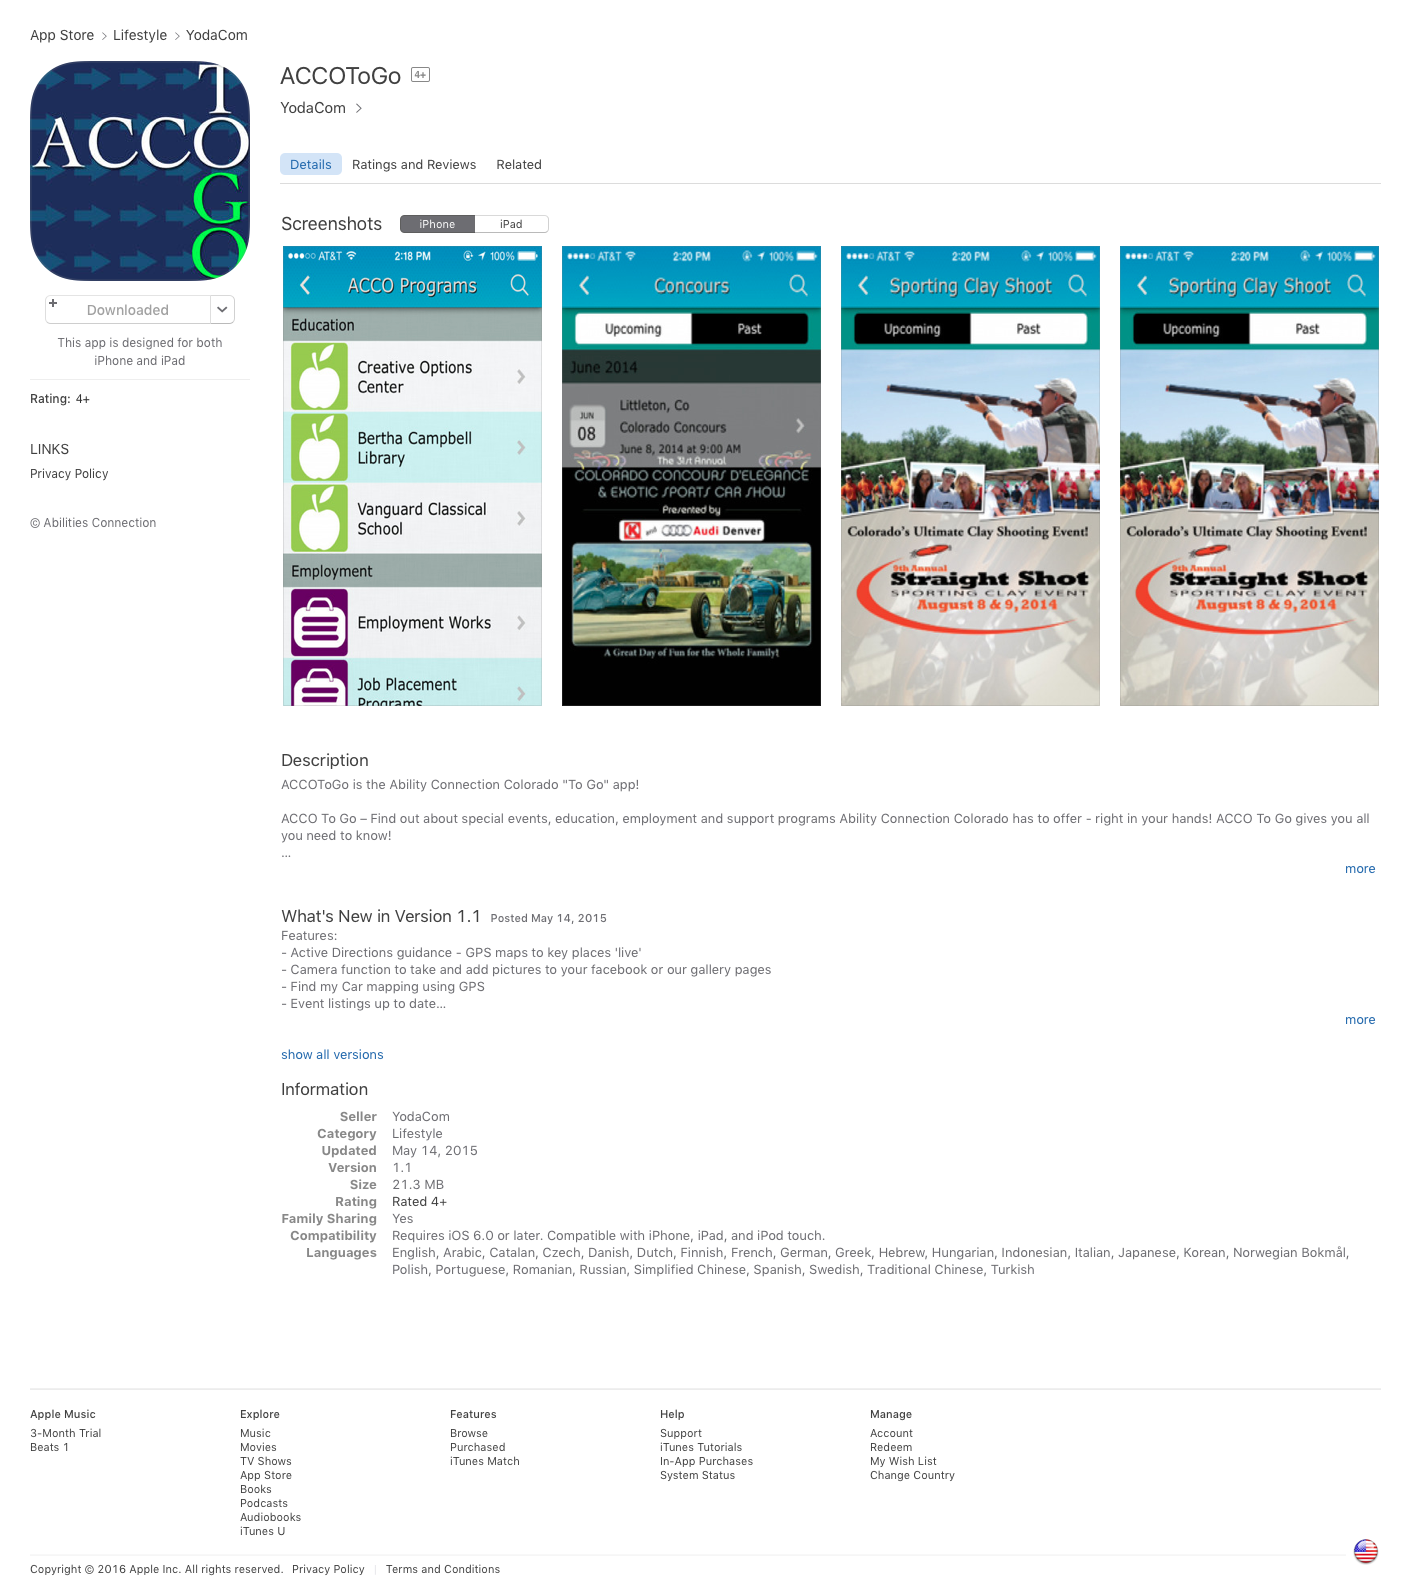 App Store > Lifestyle > YodaCom
ACCO
TO
GO
ACCOToGo 4+
YodaCom >
Details Ratings and Reviews Related
+ Downloaded
This app is designed for both
iPhone and iPad
Rating: 4+
LINKS
Privacy Policy
© Abilities Connection
Screenshots iPhone iPad
AT&T 2:18 PM 100%
ACCO Programs
Education
Creative Options
Center
Bertha Campbell
Library
Vanguard Classical
School
Employment
Employment Works
Job Placement
Programs
AT&T 2:20 PM 100%
Concours
Upcoming Past
June 2014
JUN
08
Littleton, Co
Colorado Concours
June 8, 2014 at 9:00 AM
The 31st Annual
COLORADO CONCOURS D'ELEGANCE
& EXOTIC SPORTS CAR SHOW
Presented by
K and Audi Denver
A Great Day of Fun for the Whole Family!
AT&T 2:20 PM 100%
Sporting Clay Shoot
Upcoming Past
Colorado's Ultimate Clay Shooting Event!
9th Annual
Straight Shot
SPORTING CLAY EVENT
August 8 & 9, 2014
AT&T 2:20 PM 100%
Sporting Clay Shoot
Upcoming Past
Colorado's Ultimate Clay Shooting Event!
9th Annual
Straight Shot
SPORTING CLAY EVENT
August 8 & 9, 2014
Description
ACCOToGo is the Ability Connection Colorado "To Go" app!
ACCO To Go – Find out about special events, education, employment and support programs Ability Connection Colorado has to offer - right in your hands! ACCO To Go gives you all
you need to know!
...
more
What's New in Version 1.1 Posted May 14, 2015
Features:
- Active Directions guidance - GPS maps to key places 'live'
- Camera function to take and add pictures to your facebook or our gallery pages
- Find my Car mapping using GPS
- Event listings up to date...
more
show all versions
Information
Seller YodaCom
Category Lifestyle
Updated May 14, 2015
Version 1.1
Size 21.3 MB
Rating Rated 4+
Family Sharing Yes
Compatibility Requires iOS 6.0 or later. Compatible with iPhone, iPad, and iPod touch.
Languages English, Arabic, Catalan, Czech, Danish, Dutch, Finnish, French, German, Greek, Hebrew, Hungarian, Indonesian, Italian, Japanese, Korean, Norwegian Bokmål,
Polish, Portuguese, Romanian, Russian, Simplified Chinese, Spanish, Swedish, Traditional Chinese, Turkish
Apple Music
3-Month Trial
Beats 1
Explore
Music
Movies
TV Shows
App Store
Books
Podcasts
Audiobooks
iTunes U
Features
Browse
Purchased
iTunes Match
Help
Support
iTunes Tutorials
In-App Purchases
System Status
Manage
Account
Redeem
My Wish List
Change Country
Copyright © 2016 Apple Inc. All rights reserved. Privacy Policy | Terms and Conditions